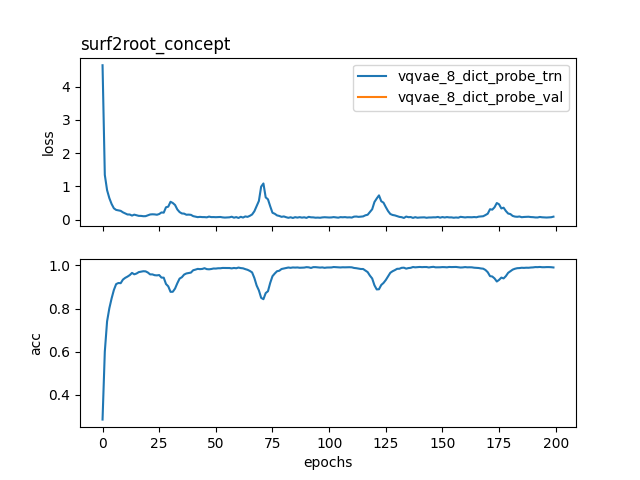 surf2root_concept
vqvae_8_dict_probe_trn
vqvae_8_dict_probe_val
loss
4
3
2
1
0
acc
1.0
0.8
0.6
0.4
0 25 50 75 100 125 150 175 200
epochs